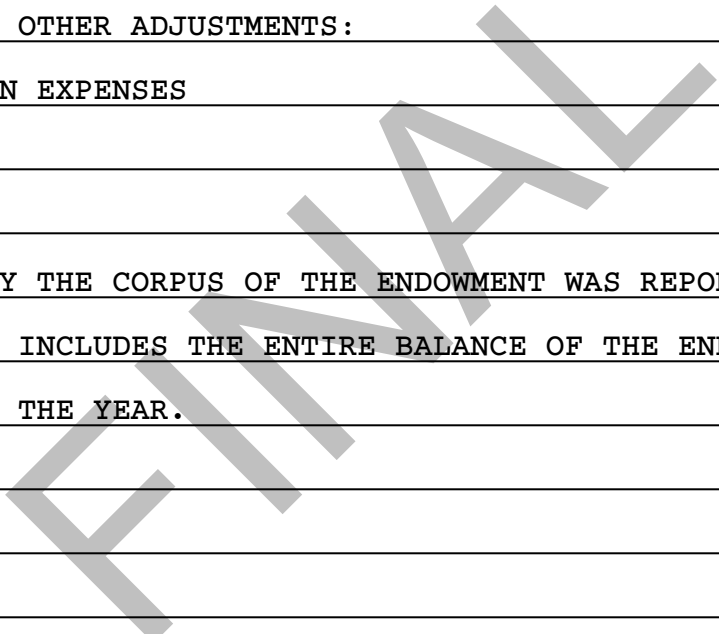 OTHER ADJUSTMENTS:
N EXPENSES
Y THE CORPUS OF THE ENDOWMENT WAS REPO
INCLUDES THE ENTIRE BALANCE OF THE EN
THE YEAR.
FINAL